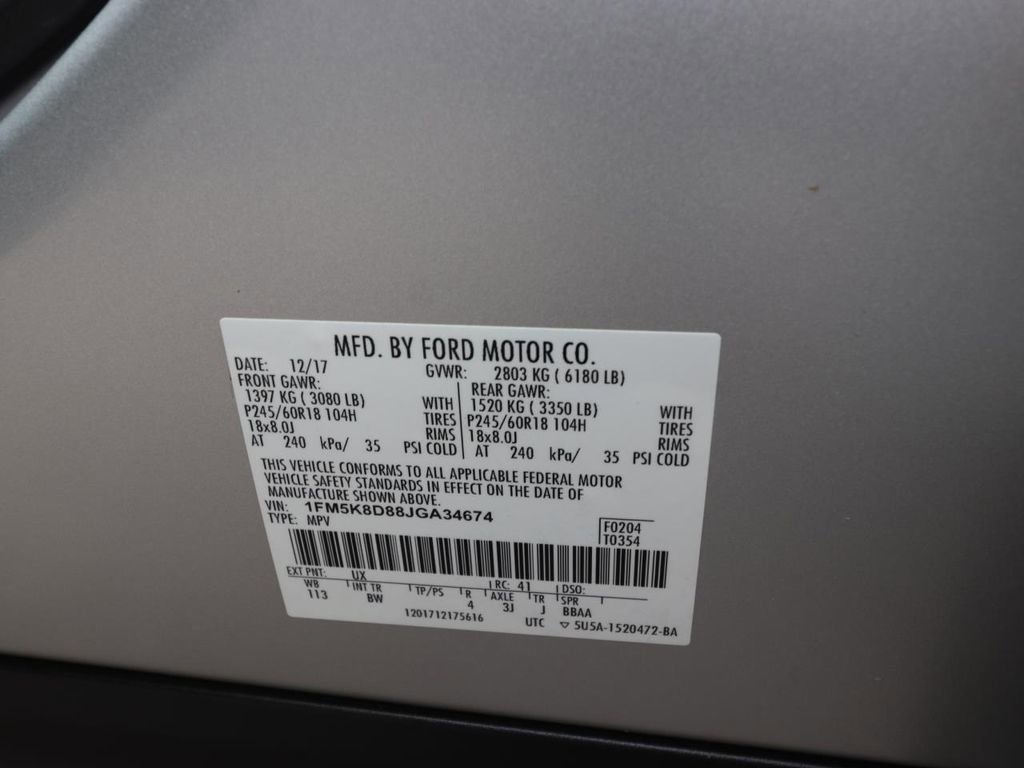 MFD. BY FORD MOTOR CO.
DATE: 12/17 GVWR: 2803 KG ( 6180 LB)
FRONT GAWR: REAR GAWR:
1397 KG ( 3080 LB) WITH 1520 KG ( 3350 LB) WITH
P245/60R18 104H TIRES P245/60R18 104H TIRES
18x8.0J RIMS 18x8.0J RIMS
AT 240 kPa/ 35 PSI COLD AT 240 kPa/ 35 PSI COLD
THIS VEHICLE CONFORMS TO ALL APPLICABLE FEDERAL MOTOR
VEHICLE SAFETY STANDARDS IN EFFECT ON THE DATE OF
MANUFACTURE SHOWN ABOVE.
VIN: 1FM5K8D88JGA34674
TYPE: MPV F0204
T0354
EXT PNT: UX RC: 41 DSO:
WB INT TR TP/PS R AXLE TR SPR
113 BW 4 3J J BBAA
1201712175616 UTC ▽ 5U5A-1520472-BA